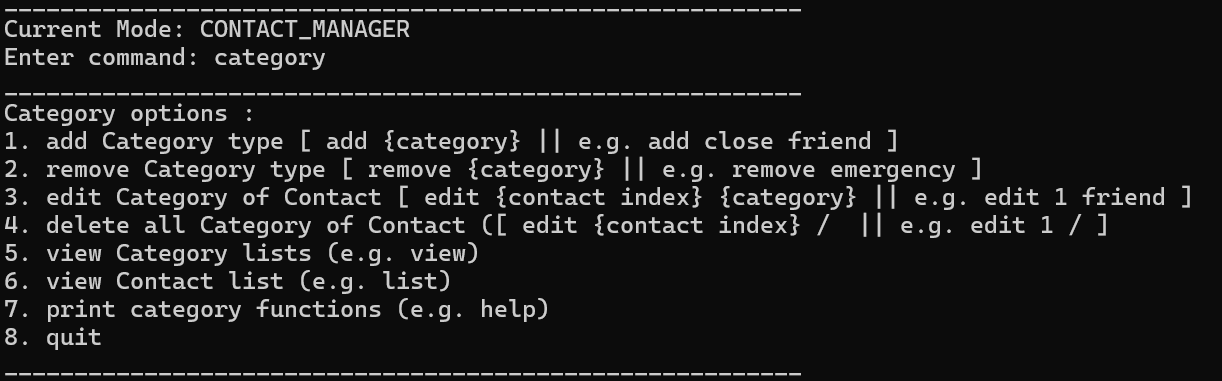 ____________________________________________________________
Current Mode: CONTACT_MANAGER
Enter command: category
____________________________________________________________
Category options :
1. add Category type [ add {category} || e.g. add close friend ]
2. remove Category type [ remove {category} || e.g. remove emergency ]
3. edit Category of Contact [ edit {contact index} {category} || e.g. edit 1 friend ]
4. delete all Category of Contact ([ edit {contact index} /  || e.g. edit 1 / ]
5. view Category lists (e.g. view)
6. view Contact list (e.g. list)
7. print category functions (e.g. help)
8. quit
____________________________________________________________